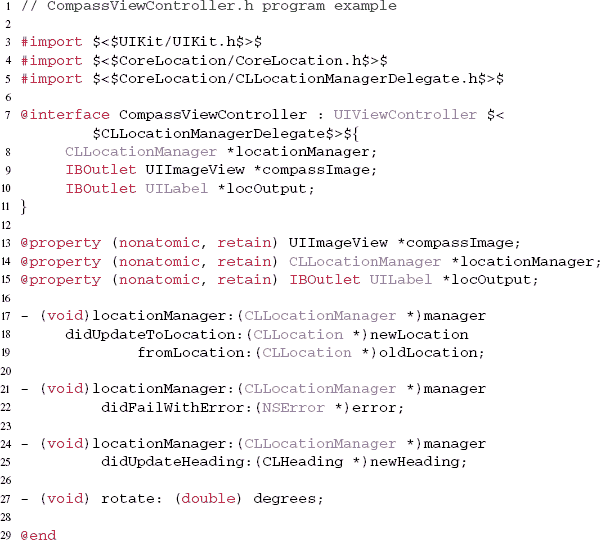 1 // CompassViewController.h program example
2
3 #import $<$UIKit/UIKit.h$>$
4 #import $<$CoreLocation/CoreLocation.h$>$
5 #import $<$CoreLocation/CLLocationManagerDelegate.h$>$
6
7 @interface CompassViewController : UIViewController $<
$CLLocationManagerDelegate$>${
8 CLLocationManager *locationManager;
9 IBOutlet UIImageView *compassImage;
10 IBOutlet UILabel *locOutput;
11 }
12
13 @property (nonatomic, retain) UIImageView *compassImage;
14 @property (nonatomic, retain) CLLocationManager *locationManager;
15 @property (nonatomic, retain) IBOutlet UILabel *locOutput;
16
17 - (void)locationManager:(CLLocationManager *)manager
18 didUpdateToLocation:(CLLocation *)newLocation
19 fromLocation:(CLLocation *)oldLocation;
20
21 - (void)locationManager:(CLLocationManager *)manager
22 didFailWithError:(NSError *)error;
23
24 - (void)locationManager:(CLLocationManager *)manager
25 didUpdateHeading:(CLHeading *)newHeading;
26
27 - (void) rotate: (double) degrees;
28
29 @end